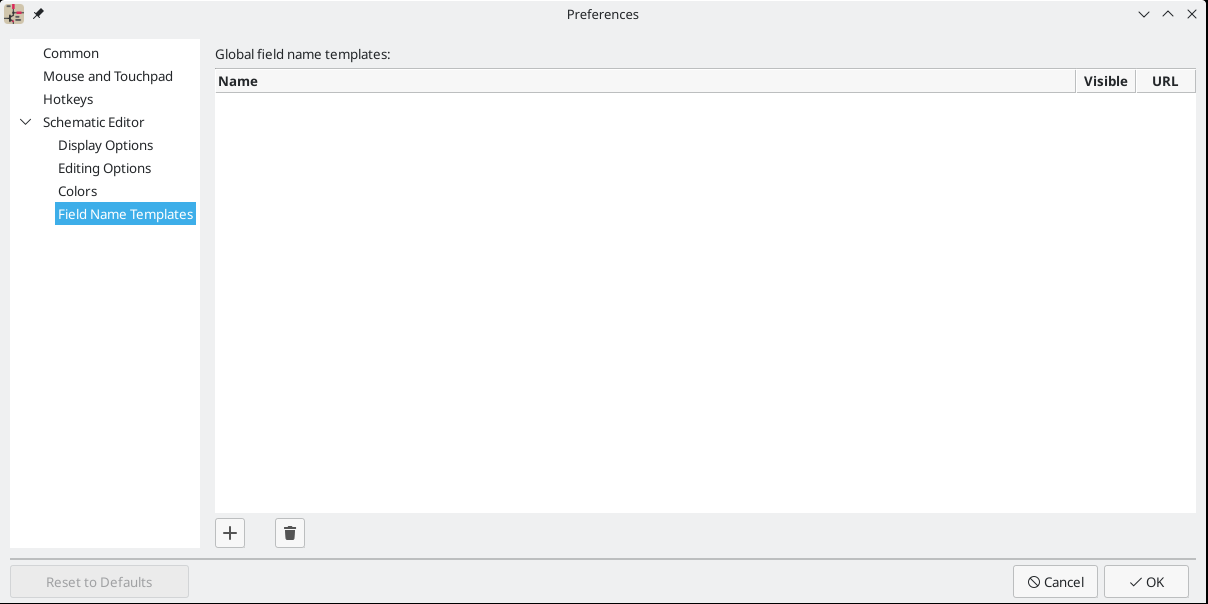 Preferences
Common
Mouse and Touchpad
Hotkeys
Schematic Editor
Display Options
Editing Options
Colors
Field Name Templates
Global field name templates:
Name Visible URL
Reset to Defaults
Cancel OK